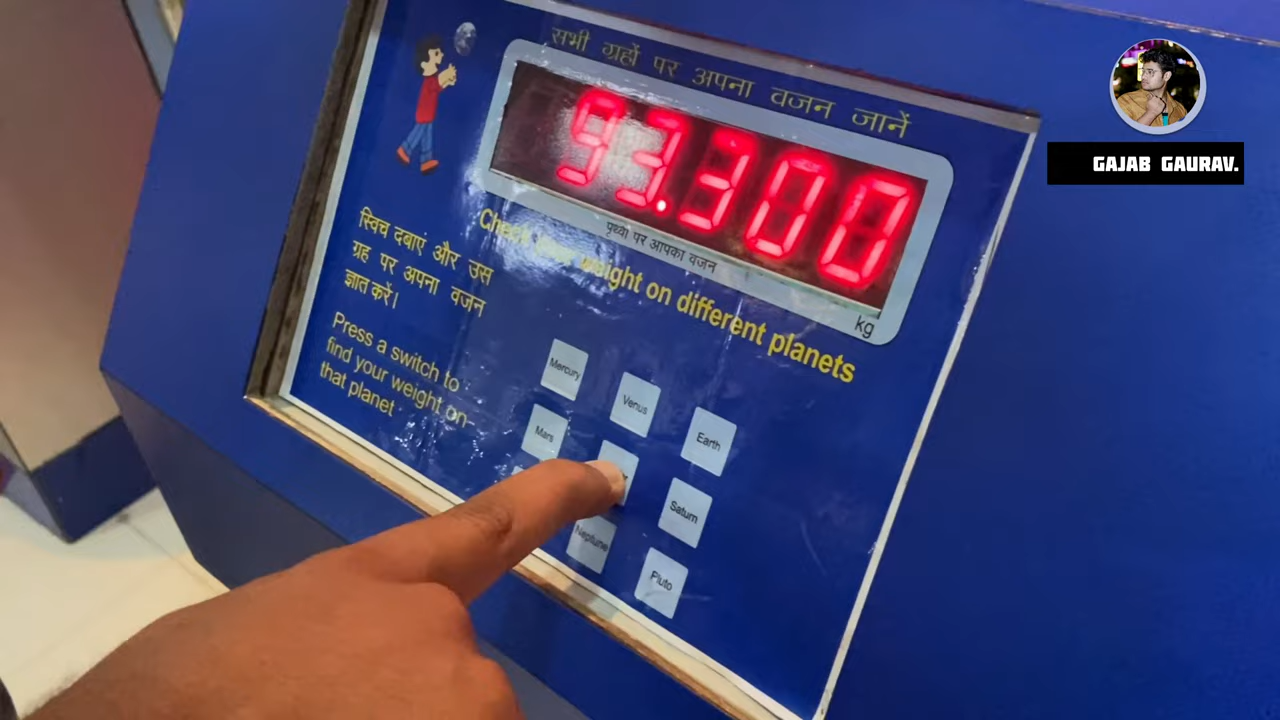 सभी ग्रहों पर अपना वजन जानें
93.300
पृथ्वी पर आपका वजन
kg
Check your weight on different planets
स्विच दबाएं और उस
ग्रह पर अपना वजन
ज्ञात करें।
Press a switch to
find your weight on
that planet
Mercury
Venus
Earth
Mars
Saturn
Neptune
Pluto
GAJAB GAURAV.